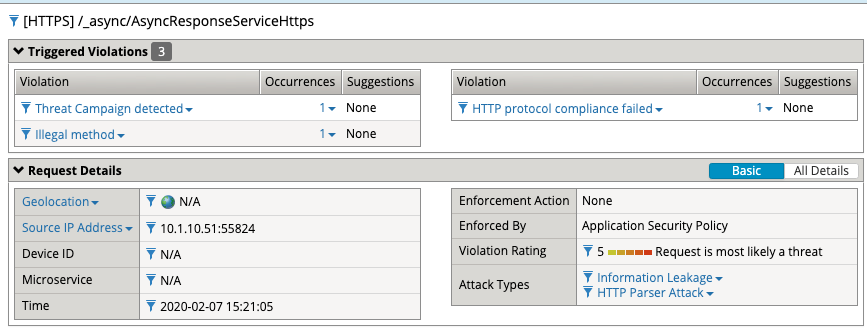 [HTTPS] /_async/AsyncResponseServiceHttps
Triggered Violations 3
Violation Occurrences Suggestions
Threat Campaign detected 1 None
Illegal method 1 None
Violation Occurrences Suggestions
HTTP protocol compliance failed 1 None
Request Details
Basic All Details
Geolocation N/A
Source IP Address 10.1.10.51:55824
Device ID N/A
Microservice N/A
Time 2020-02-07 15:21:05
Enforcement Action None
Enforced By Application Security Policy
Violation Rating 5 Request is most likely a threat
Attack Types Information Leakage
HTTP Parser Attack